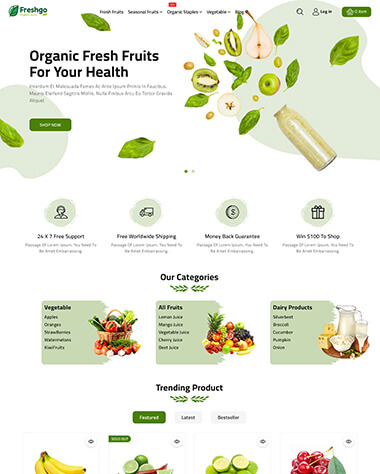 Freshgo
HOT
Fresh Fruits Seasonal Fruits Organic Staples Vegetable Blog Log in 0 item
Organic Fresh Fruits
For Your Health
Interdam Et Malesuada Fames Ac Ante Ipsum Primis In Faucibus.
Mauris Eleifend Sagittis Mollis. Nulla Finibus Arcu Eu Tortor Gravida
Aliquet
SHOP NOW
24 X 7 Free Support
Passage Of Lorem Ipsum, You Need To
Be Amet Embarrassing.
Free Worldwide Shipping
Passage Of Lorem Ipsum, You Need To
Be Amet Embarrassing.
Money Back Guarantee
Passage Of Lorem Ipsum, You Need To
Be Amet Embarrassing.
Win $100 To Shop
Passage Of Lorem Ipsum, You Need To
Be Amet Embarrassing.
Our Categories
Vegetable
Apples
Oranges
StrawBerries
Watermelons
KiwiFruits
All Fruits
Lemon Juice
Mango Juice
Vegetable Juice
Cherry Juice
Beet Juice
Dairy Products
Silverbeet
Broccoli
Cucumber
Pumpkin
Onion
Trending Product
Featured Latest Bestseller
SOLD OUT